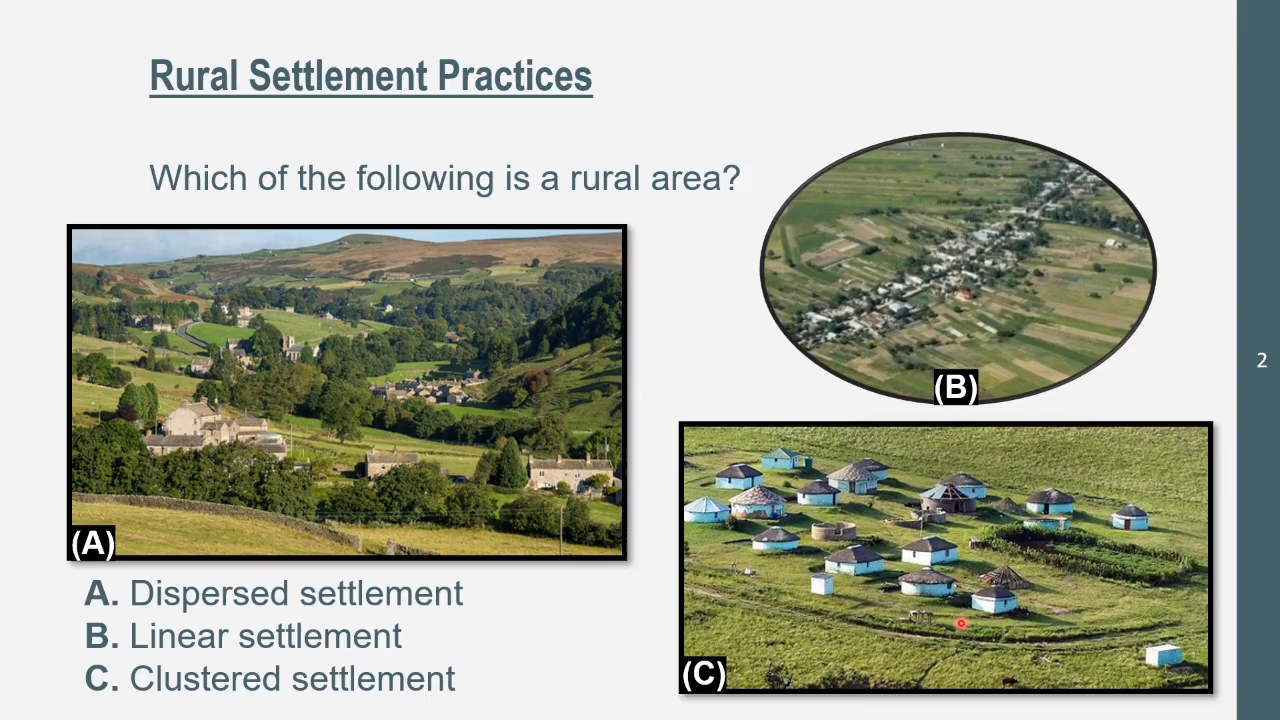 Rural Settlement Practices
Which of the following is a rural area?
(A)
(B)
(C)
A. Dispersed settlement
B. Linear settlement
C. Clustered settlement
2